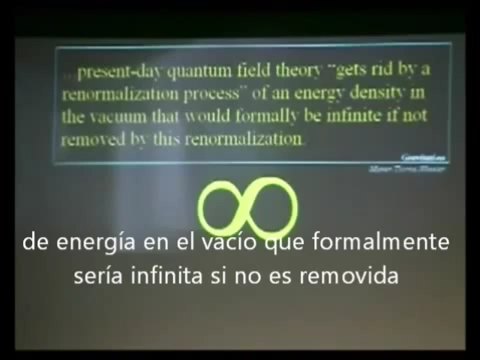 ...present-day quantum field theory "gets rid by a
renormalization process" of an energy density in
the vacuum that would formally be infinite if not
removed by this renormalization.
∞
de energía en el vacío que formalmente
sería infinita si no es removida